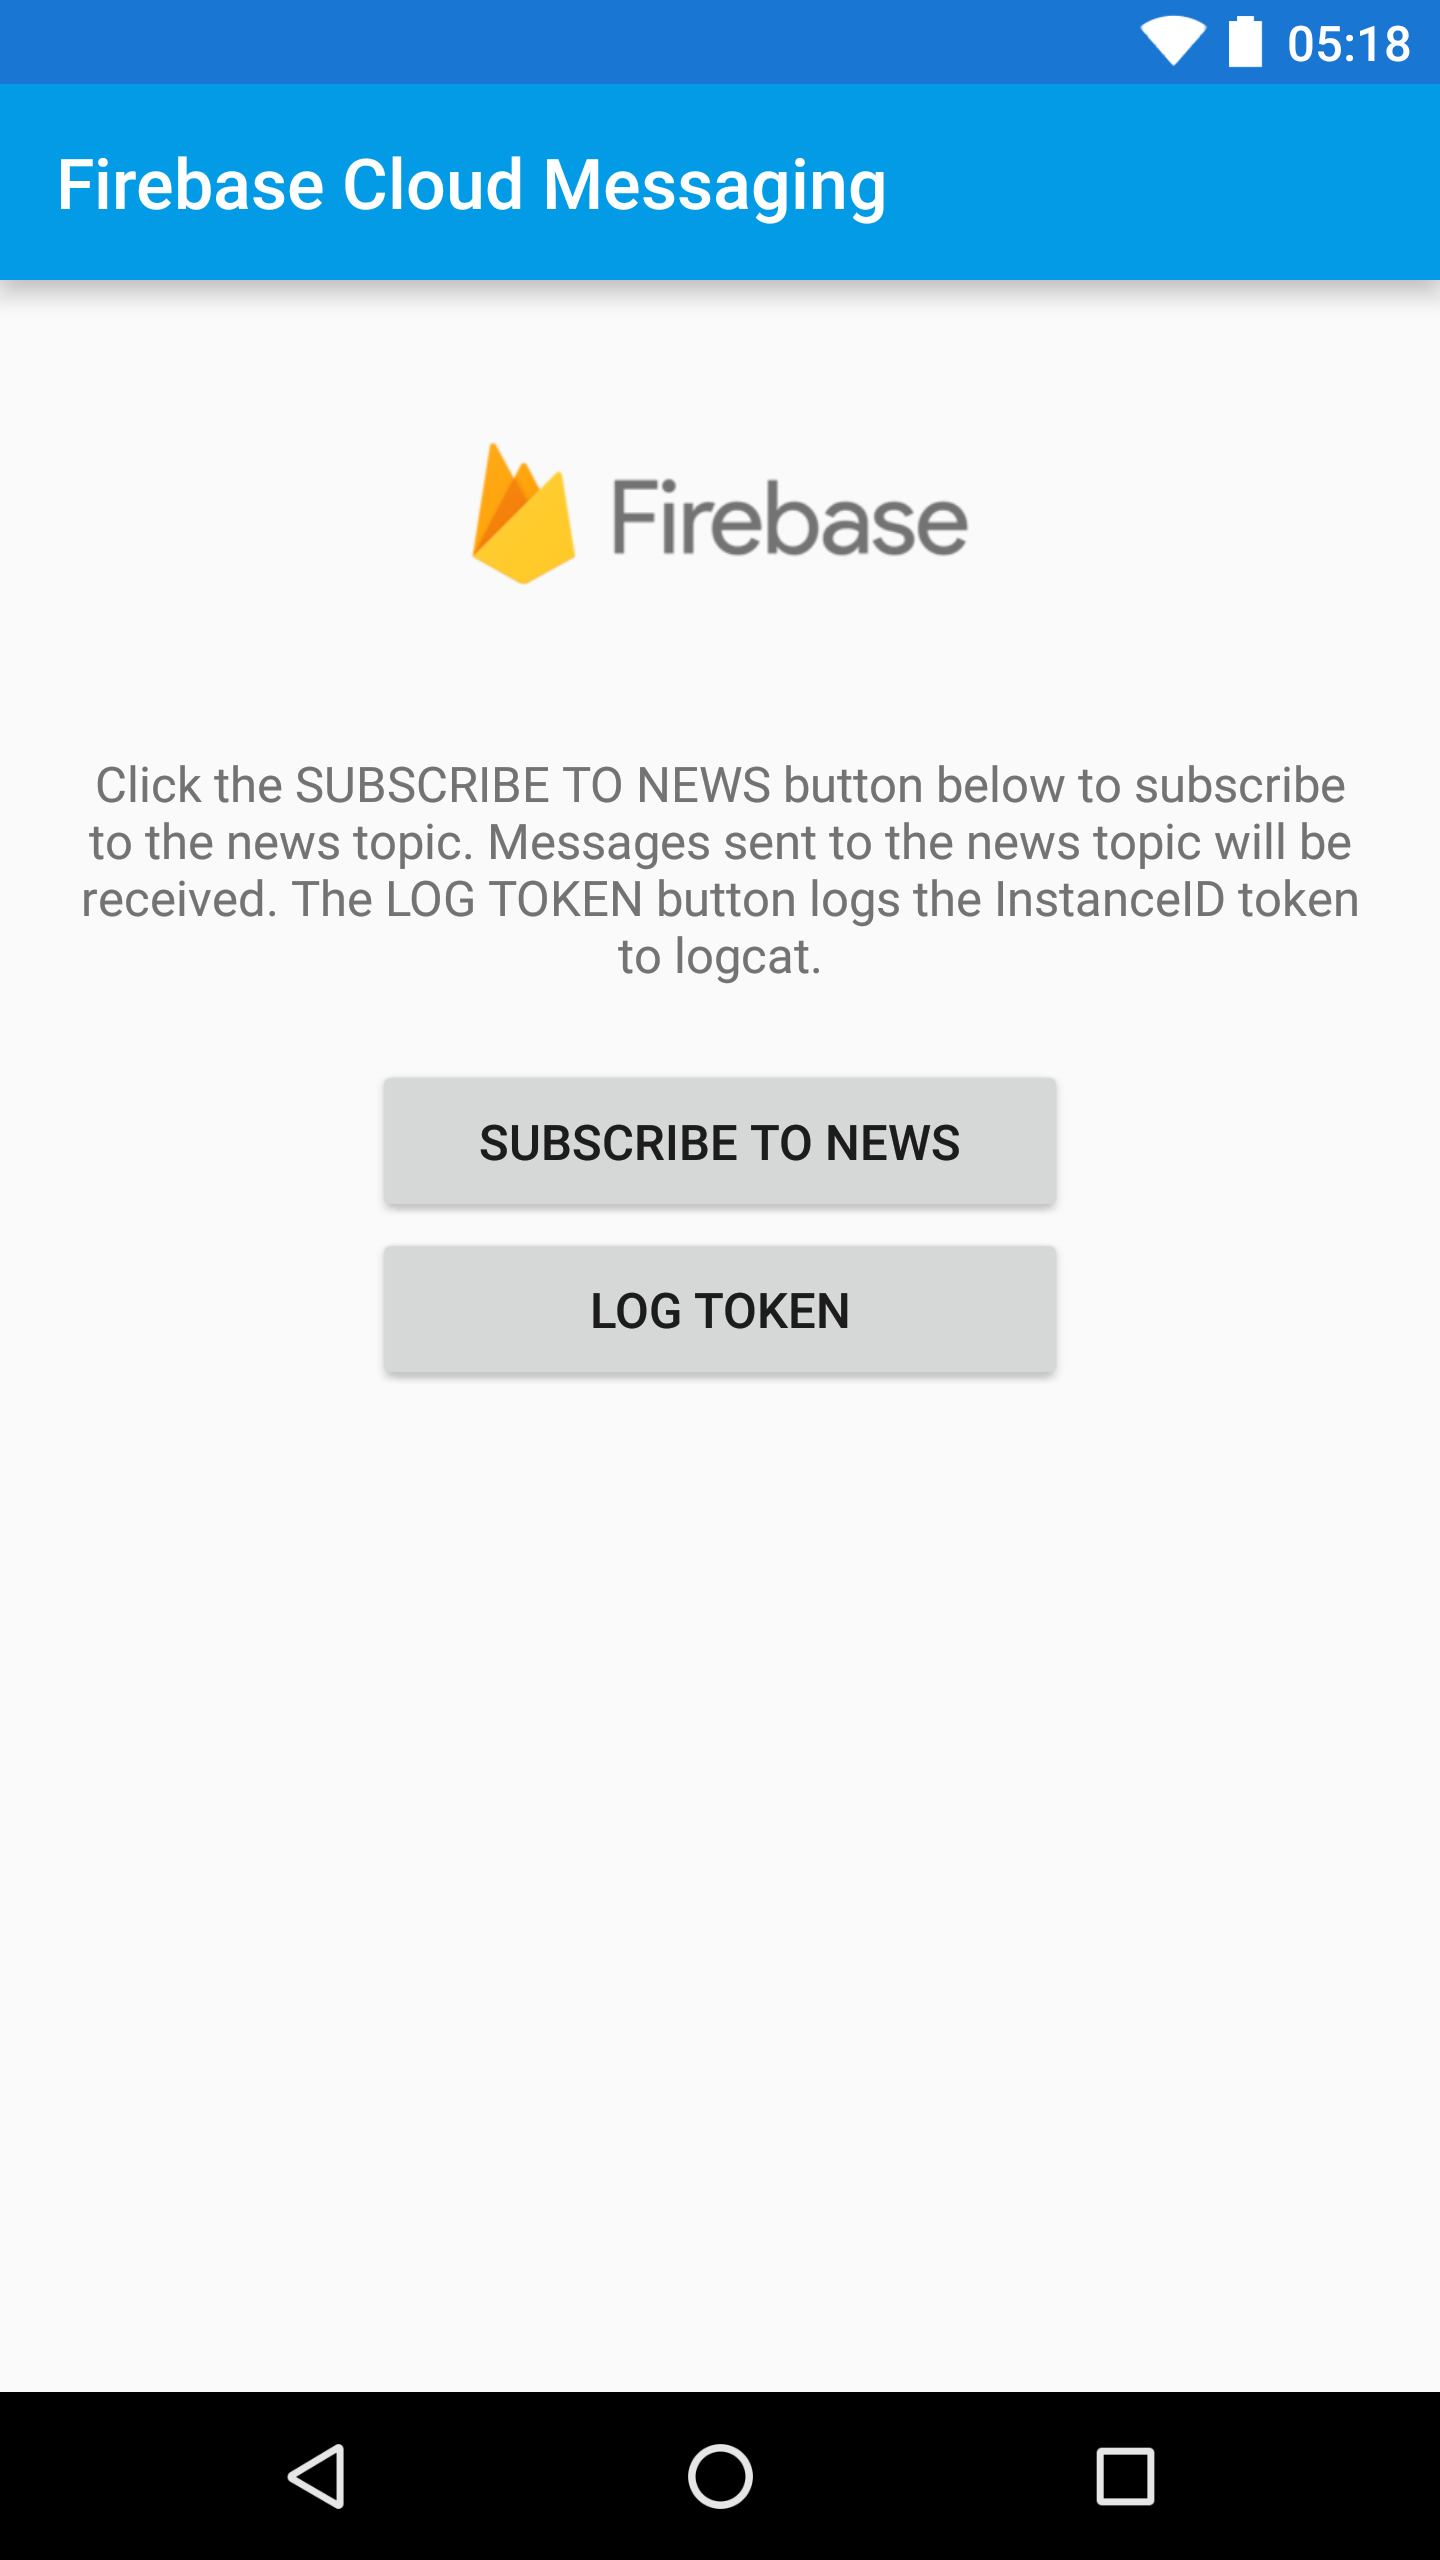 05:18
Firebase Cloud Messaging
Firebase
Click the SUBSCRIBE TO NEWS button below to subscribe
to the news topic. Messages sent to the news topic will be
received. The LOG TOKEN button logs the InstanceID token
to logcat.
SUBSCRIBE TO NEWS
LOG TOKEN